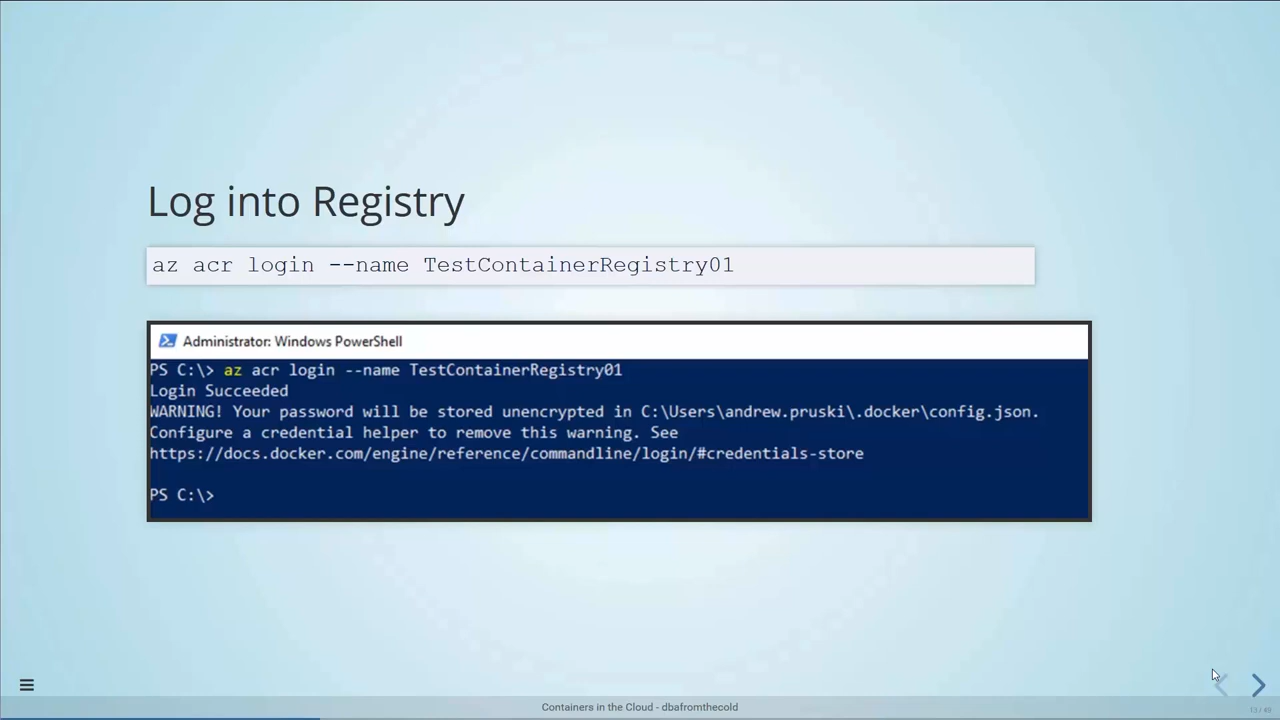 Log into Registry
az acr login --name TestContainerRegistry01
Administrator: Windows PowerShell
PS C:\> az acr login --name TestContainerRegistry01
Login Succeeded
WARNING! Your password will be stored unencrypted in C:\Users\andrew.pruski\.docker\config.json.
Configure a credential helper to remove this warning. See
https://docs.docker.com/engine/reference/commandline/login/#credentials-store
PS C:\>
Containers in the Cloud - dbafromthecold